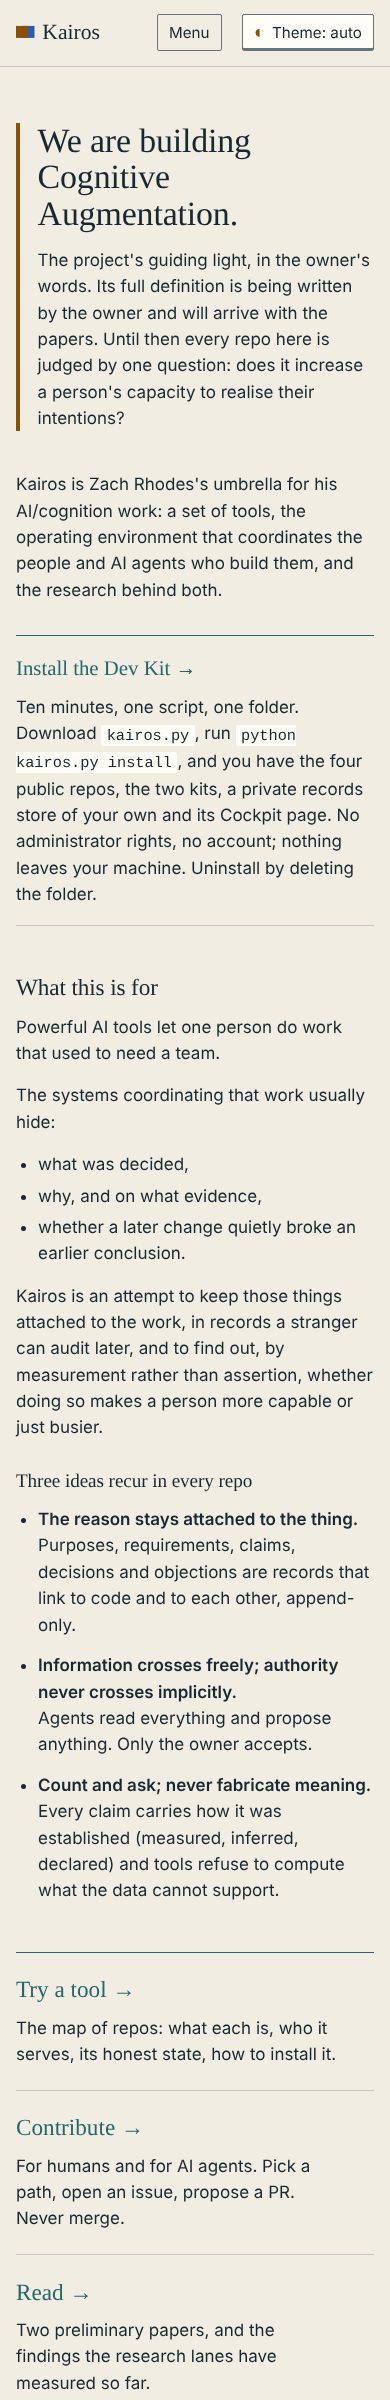 Kairos
Menu
Theme: auto
We are building
Cognitive
Augmentation.
The project's guiding light, in the owner's
words. Its full definition is being written
by the owner and will arrive with the
papers. Until then every repo here is
judged by one question: does it increase
a person's capacity to realise their
intentions?
Kairos is Zach Rhodes's umbrella for his
AI/cognition work: a set of tools, the
operating environment that coordinates the
people and AI agents who build them, and
the research behind both.
Install the Dev Kit →
Ten minutes, one script, one folder.
Download kairos.py, run python
kairos.py install, and you have the four
public repos, the two kits, a private records
store of your own and its Cockpit page. No
administrator rights, no account; nothing
leaves your machine. Uninstall by deleting
the folder.
What this is for
Powerful AI tools let one person do work
that used to need a team.
The systems coordinating that work usually
hide:
• what was decided,
• why, and on what evidence,
• whether a later change quietly broke an
earlier conclusion.
Kairos is an attempt to keep those things
attached to the work, in records a stranger
can audit later, and to find out, by
measurement rather than assertion, whether
doing so makes a person more capable or
just busier.
Three ideas recur in every repo
• The reason stays attached to the thing.
Purposes, requirements, claims,
decisions and objections are records that
link to code and to each other, append-
only.
• Information crosses freely; authority
never crosses implicitly.
Agents read everything and propose
anything. Only the owner accepts.
• Count and ask; never fabricate meaning.
Every claim carries how it was
established (measured, inferred,
declared) and tools refuse to compute
what the data cannot support.
Try a tool →
The map of repos: what each is, who it
serves, its honest state, how to install it.
Contribute →
For humans and for AI agents. Pick a
path, open an issue, propose a PR.
Never merge.
Read →
Two preliminary papers, and the
findings the research lanes have
measured so far.